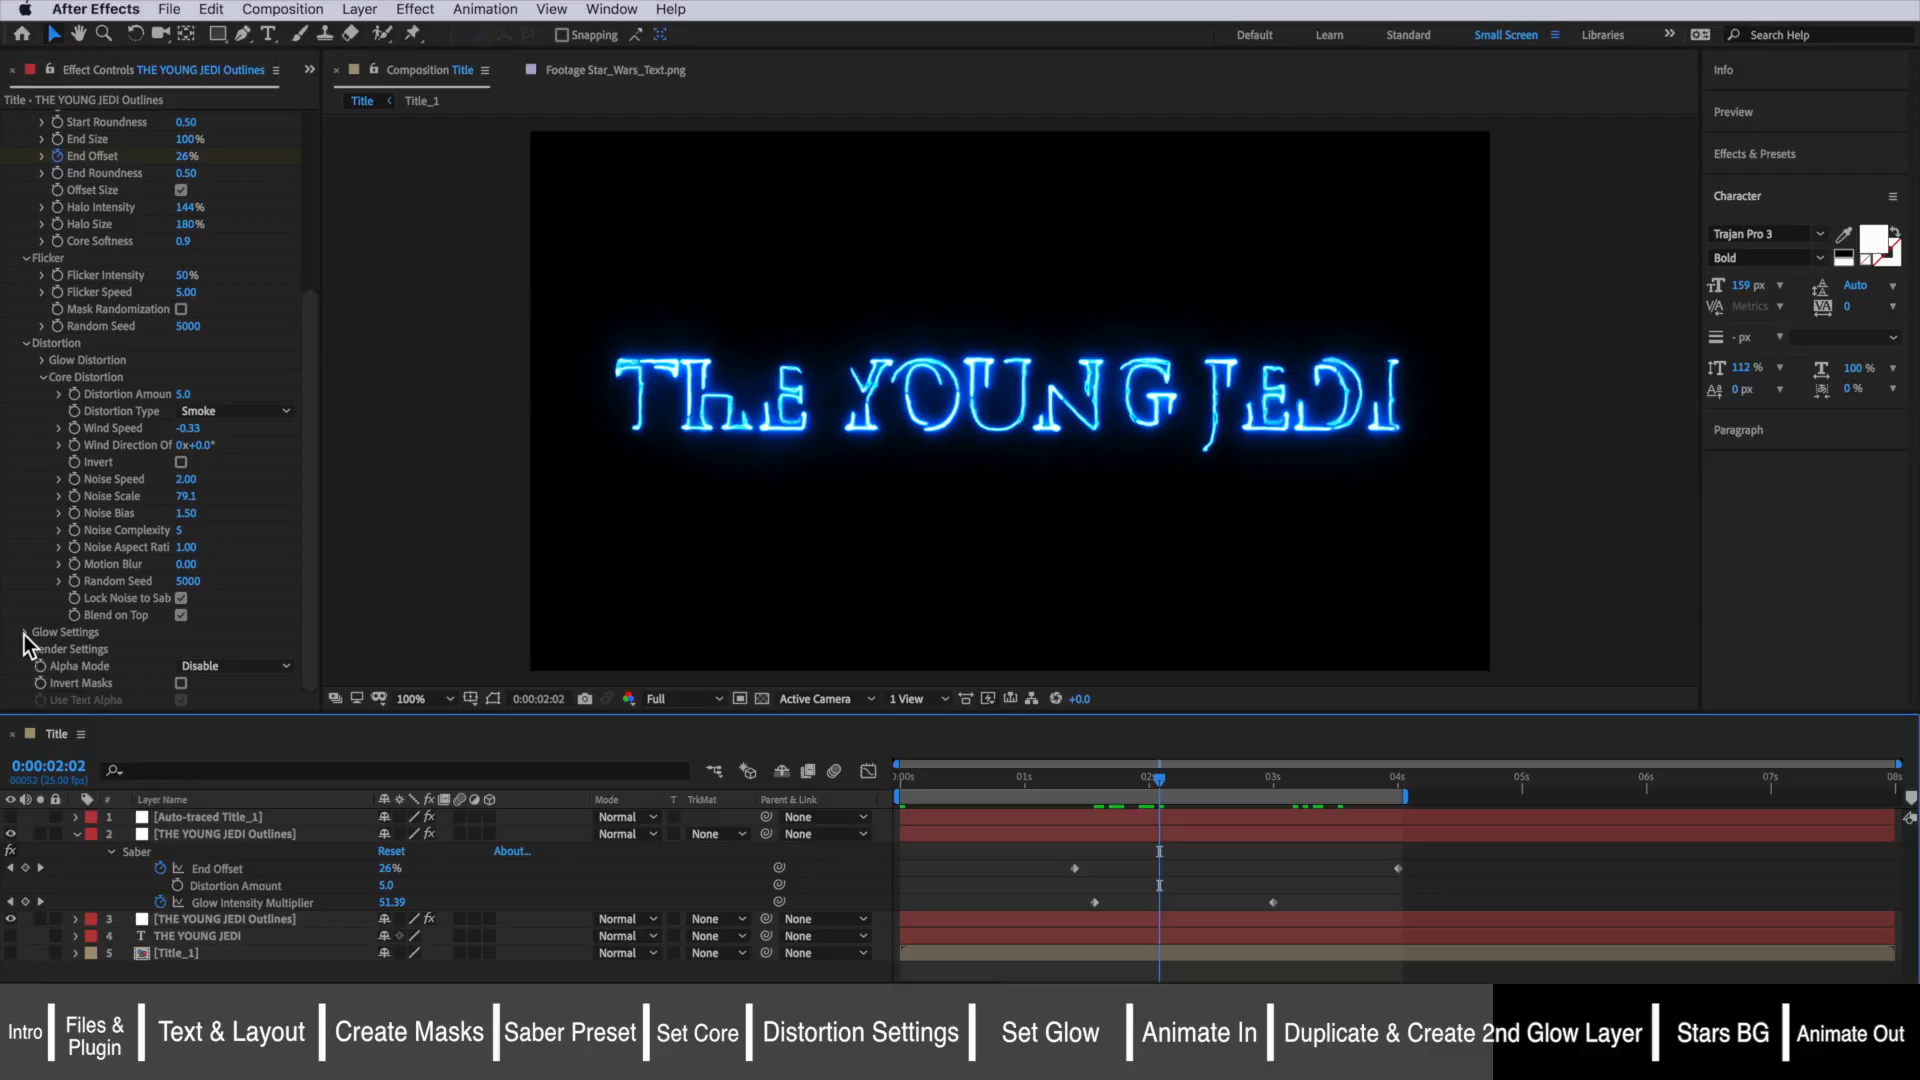 After Effects File Edit Composition Layer Effect Animation View Window Help
Snapping Default Learn Standard Small Screen Libraries Search Help
Effect Controls THE YOUNG JEDI Outlines
Composition Title
Footage Star_Wars_Text.png
Title • THE YOUNG JEDI Outlines
Title
Title_1
Start Roundness 0.50
End Size 100%
End Offset 26%
End Roundness 0.50
Offset Size
Halo Intensity 144%
Halo Size 180%
Core Softness 0.9
Flicker
Flicker Intensity 50%
Flicker Speed 5.00
Mask Randomization
Random Seed 5000
Distortion
Glow Distortion
Core Distortion
Distortion Amoun 5.0
Distortion Type Smoke
Wind Speed -0.33
Wind Direction Of 0x+0.0°
Invert
Noise Speed 2.00
Noise Scale 79.1
Noise Bias 1.50
Noise Complexity 5
Noise Aspect Rati 1.00
Motion Blur 0.00
Random Seed 5000
Lock Noise to Sab
Blend on Top
Glow Settings
ender Settings
Alpha Mode Disable
Invert Masks
Use Text Alpha
THE YOUNG JEDI
100% 0:00:02:02 Full Active Camera 1 View +0.0
Info
Preview
Effects & Presets
Character
Trajan Pro 3
Bold
159 px Auto
Metrics 0
- px
112 % 100 %
0 px 0 %
Paragraph
Title
0:00:02:02
00052 (25.00 fps)
:00s 01s 02s 03s 04s 05s 06s 07s 08s
# Layer Name fx Mode T TrkMat Parent & Link
1 [Auto-traced Title_1] fx Normal None
2 [THE YOUNG JEDI Outlines] fx Normal None None
fx Saber Reset About...
End Offset 26%
Distortion Amount 5.0
Glow Intensity Multiplier 51.39
3 [THE YOUNG JEDI Outlines] fx Normal None None
4 T THE YOUNG JEDI Normal None None
5 [Title_1] Normal None None
Intro
Files &
Plugin
Text & Layout
Create Masks
Saber Preset
Set Core
Distortion Settings
Set Glow
Animate In
Duplicate & Create 2nd Glow Layer
Stars BG
Animate Out